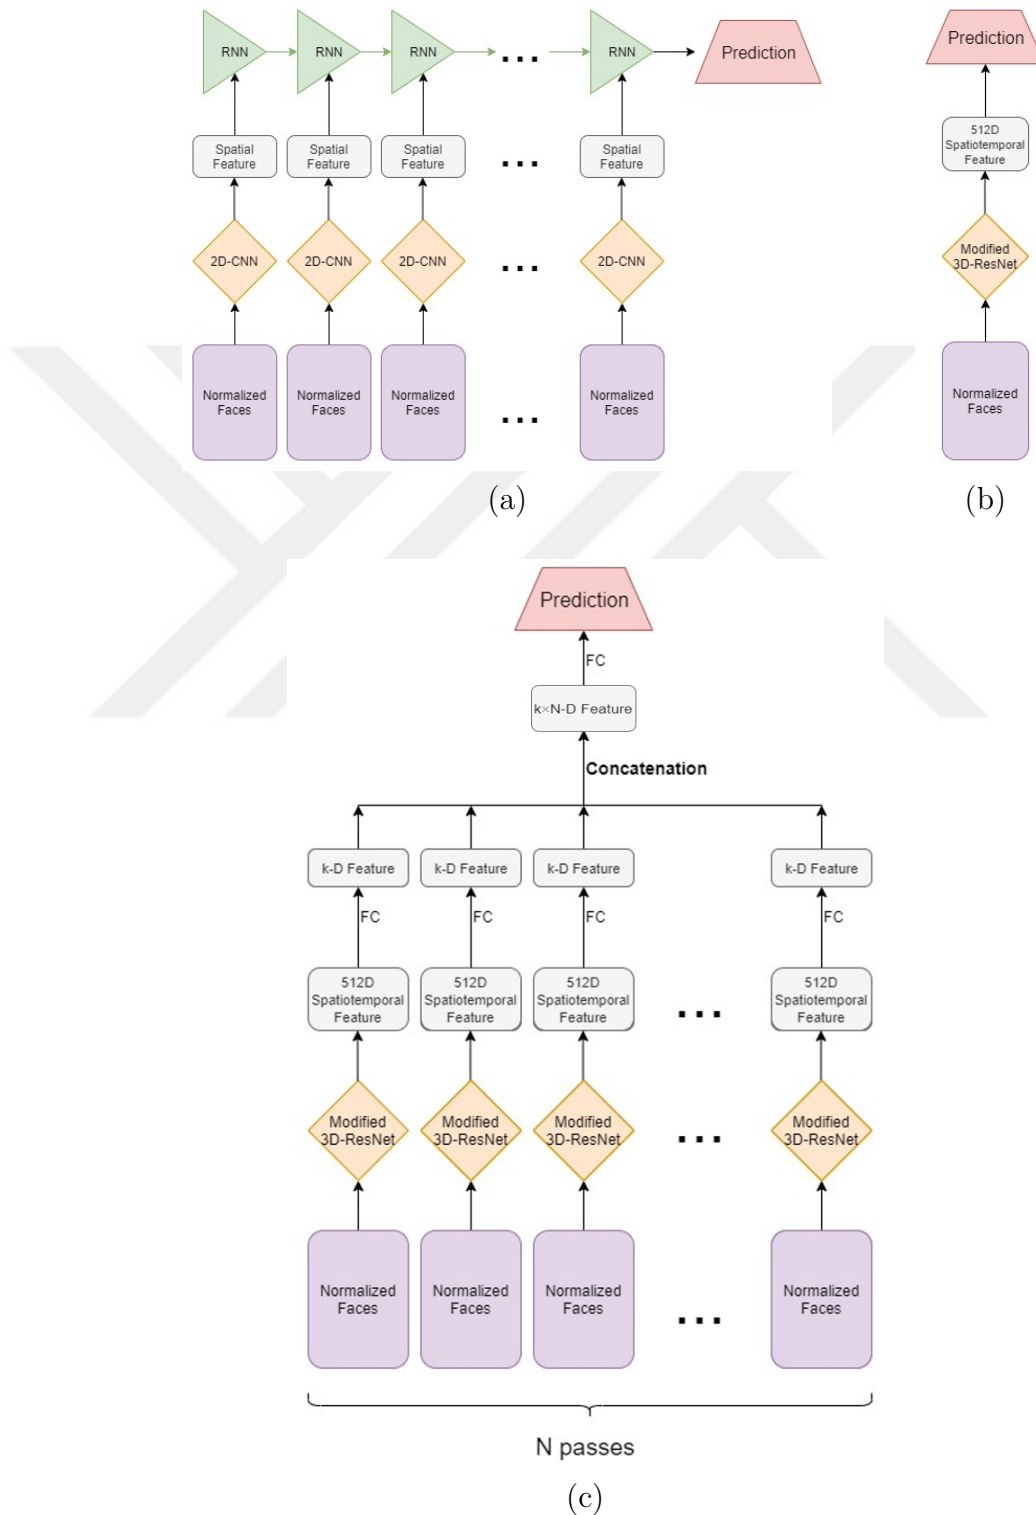 RNN
RNN
RNN
...
RNN
Prediction
Spatial
Feature
Spatial
Feature
Spatial
Feature
...
Spatial
Feature
2D-CNN
2D-CNN
2D-CNN
...
2D-CNN
Normalized
Faces
Normalized
Faces
Normalized
Faces
...
Normalized
Faces
(a)
Prediction
512D
Spatiotemporal
Feature
Modified
3D-ResNet
Normalized
Faces
(b)
Prediction
FC
k×N-D Feature
Concatenation
k-D Feature
k-D Feature
k-D Feature
k-D Feature
FC
FC
FC
FC
512D
Spatiotemporal
Feature
512D
Spatiotemporal
Feature
512D
Spatiotemporal
Feature
...
512D
Spatiotemporal
Feature
Modified
3D-ResNet
Modified
3D-ResNet
Modified
3D-ResNet
...
Modified
3D-ResNet
Normalized
Faces
Normalized
Faces
Normalized
Faces
...
Normalized
Faces
N passes
(c)